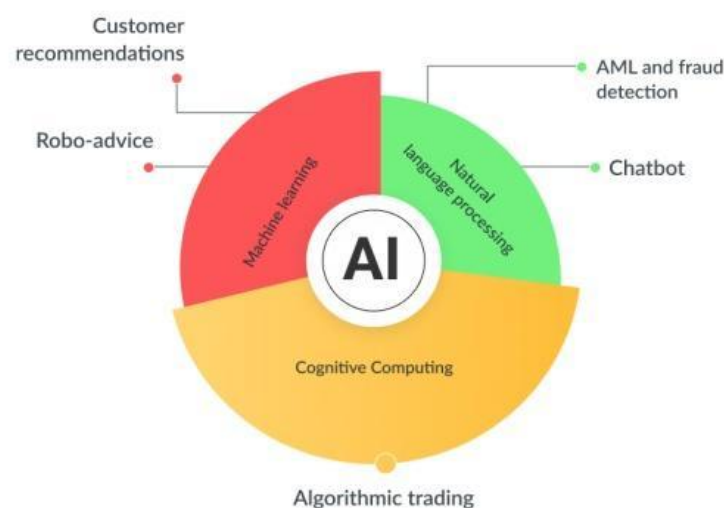 Customer
recommendations
Robo-advice
AML and fraud
detection
Chatbot
Machine learning
Natural
language processing
AI
Cognitive Computing
Algorithmic trading